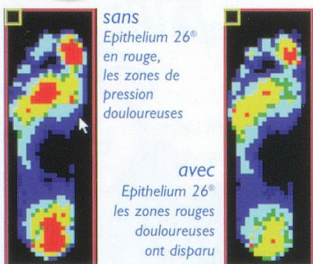 sans
Epithelium 26®
en rouge,
les zones de
pression
douloureuses
avec
Epithelium 26®
les zones rouges
douloureuses
ont disparu